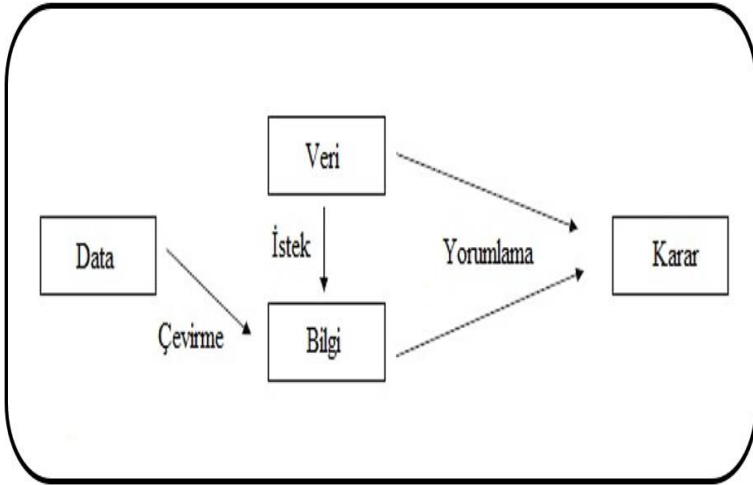 Veri
İstek
Data
Yorumlama
Karar
Çevirme
Bilgi